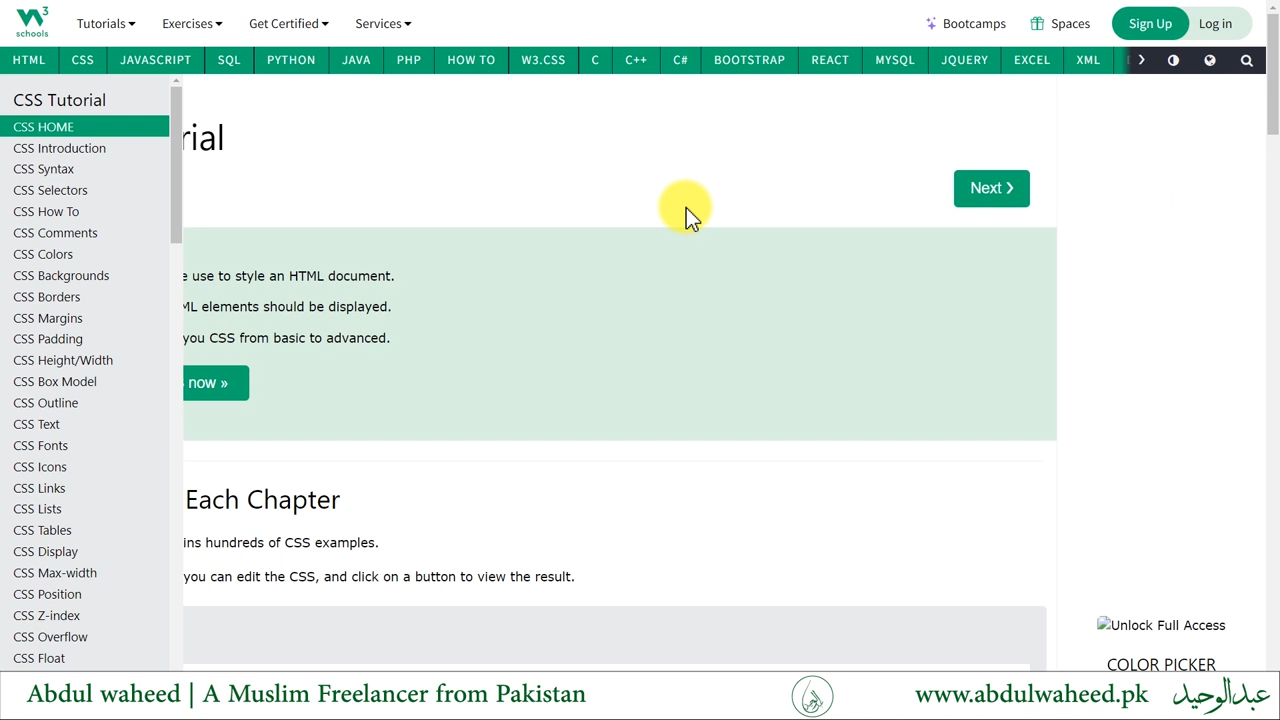 W3
schools
Tutorials
Exercises
Get Certified
Services
Bootcamps
Spaces
Sign Up
Log in
HTML
CSS
JAVASCRIPT
SQL
PYTHON
JAVA
PHP
HOW TO
W3.CSS
C
C++
C#
BOOTSTRAP
REACT
MYSQL
JQUERY
EXCEL
XML
CSS Tutorial
CSS HOME
CSS Introduction
CSS Syntax
CSS Selectors
CSS How To
CSS Comments
CSS Colors
CSS Backgrounds
CSS Borders
CSS Margins
CSS Padding
CSS Height/Width
CSS Box Model
CSS Outline
CSS Text
CSS Fonts
CSS Icons
CSS Links
CSS Lists
CSS Tables
CSS Display
CSS Max-width
CSS Position
CSS Z-index
CSS Overflow
CSS Float
rial
Next ❯
use to style an HTML document.
ML elements should be displayed.
you CSS from basic to advanced.
now »
Each Chapter
ins hundreds of CSS examples.
you can edit the CSS, and click on a button to view the result.
Unlock Full Access
COLOR PICKER
Abdul waheed | A Muslim Freelancer from Pakistan
www.abdulwaheed.pk
عبدالوحید